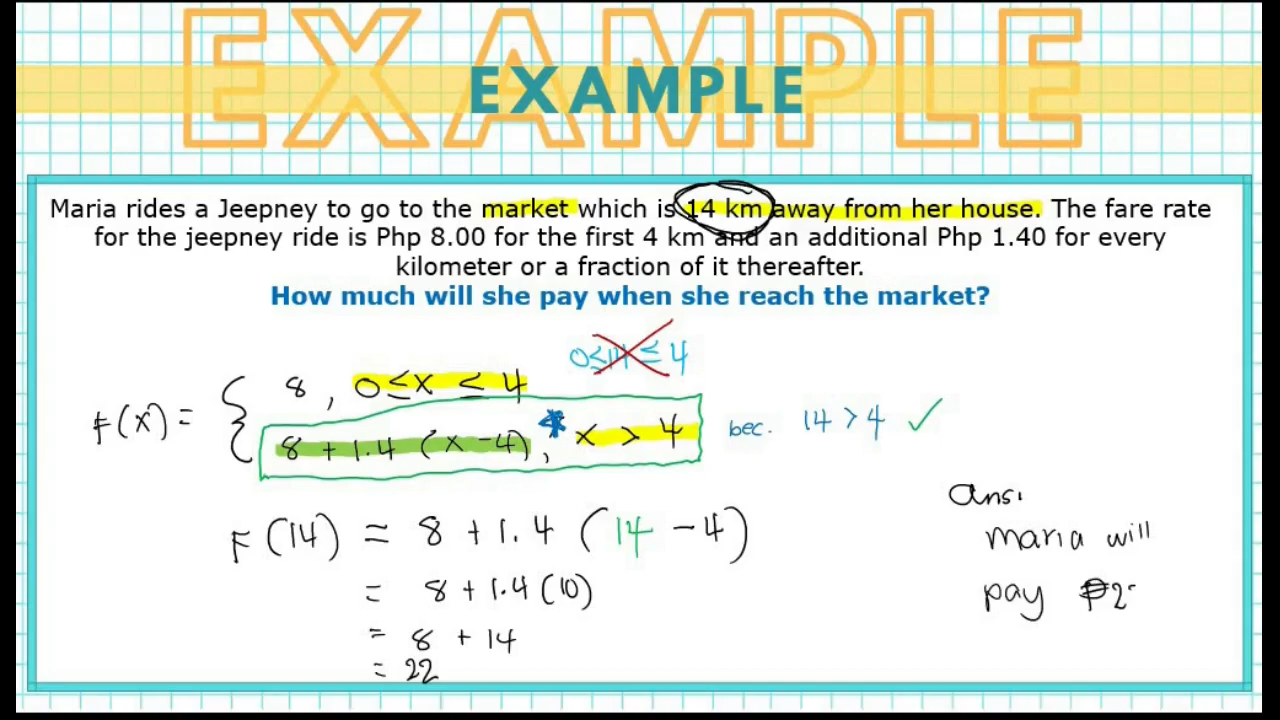 EXAMPLE
EXAMPLE
Maria rides a Jeepney to go to the market which is 14 km away from her house. The fare rate
for the jeepney ride is Php 8.00 for the first 4 km and an additional Php 1.40 for every
kilometer or a fraction of it thereafter.
How much will she pay when she reach the market?
0≤14≤4
F(x) = { 8, 0≤x≤4
8+1.4(x-4), x>4 bec. 14>4 ✓
F(14) = 8+1.4(14-4)
= 8+1.4(10)
= 8+14
= 22
Ans:
maria will
pay ₱2